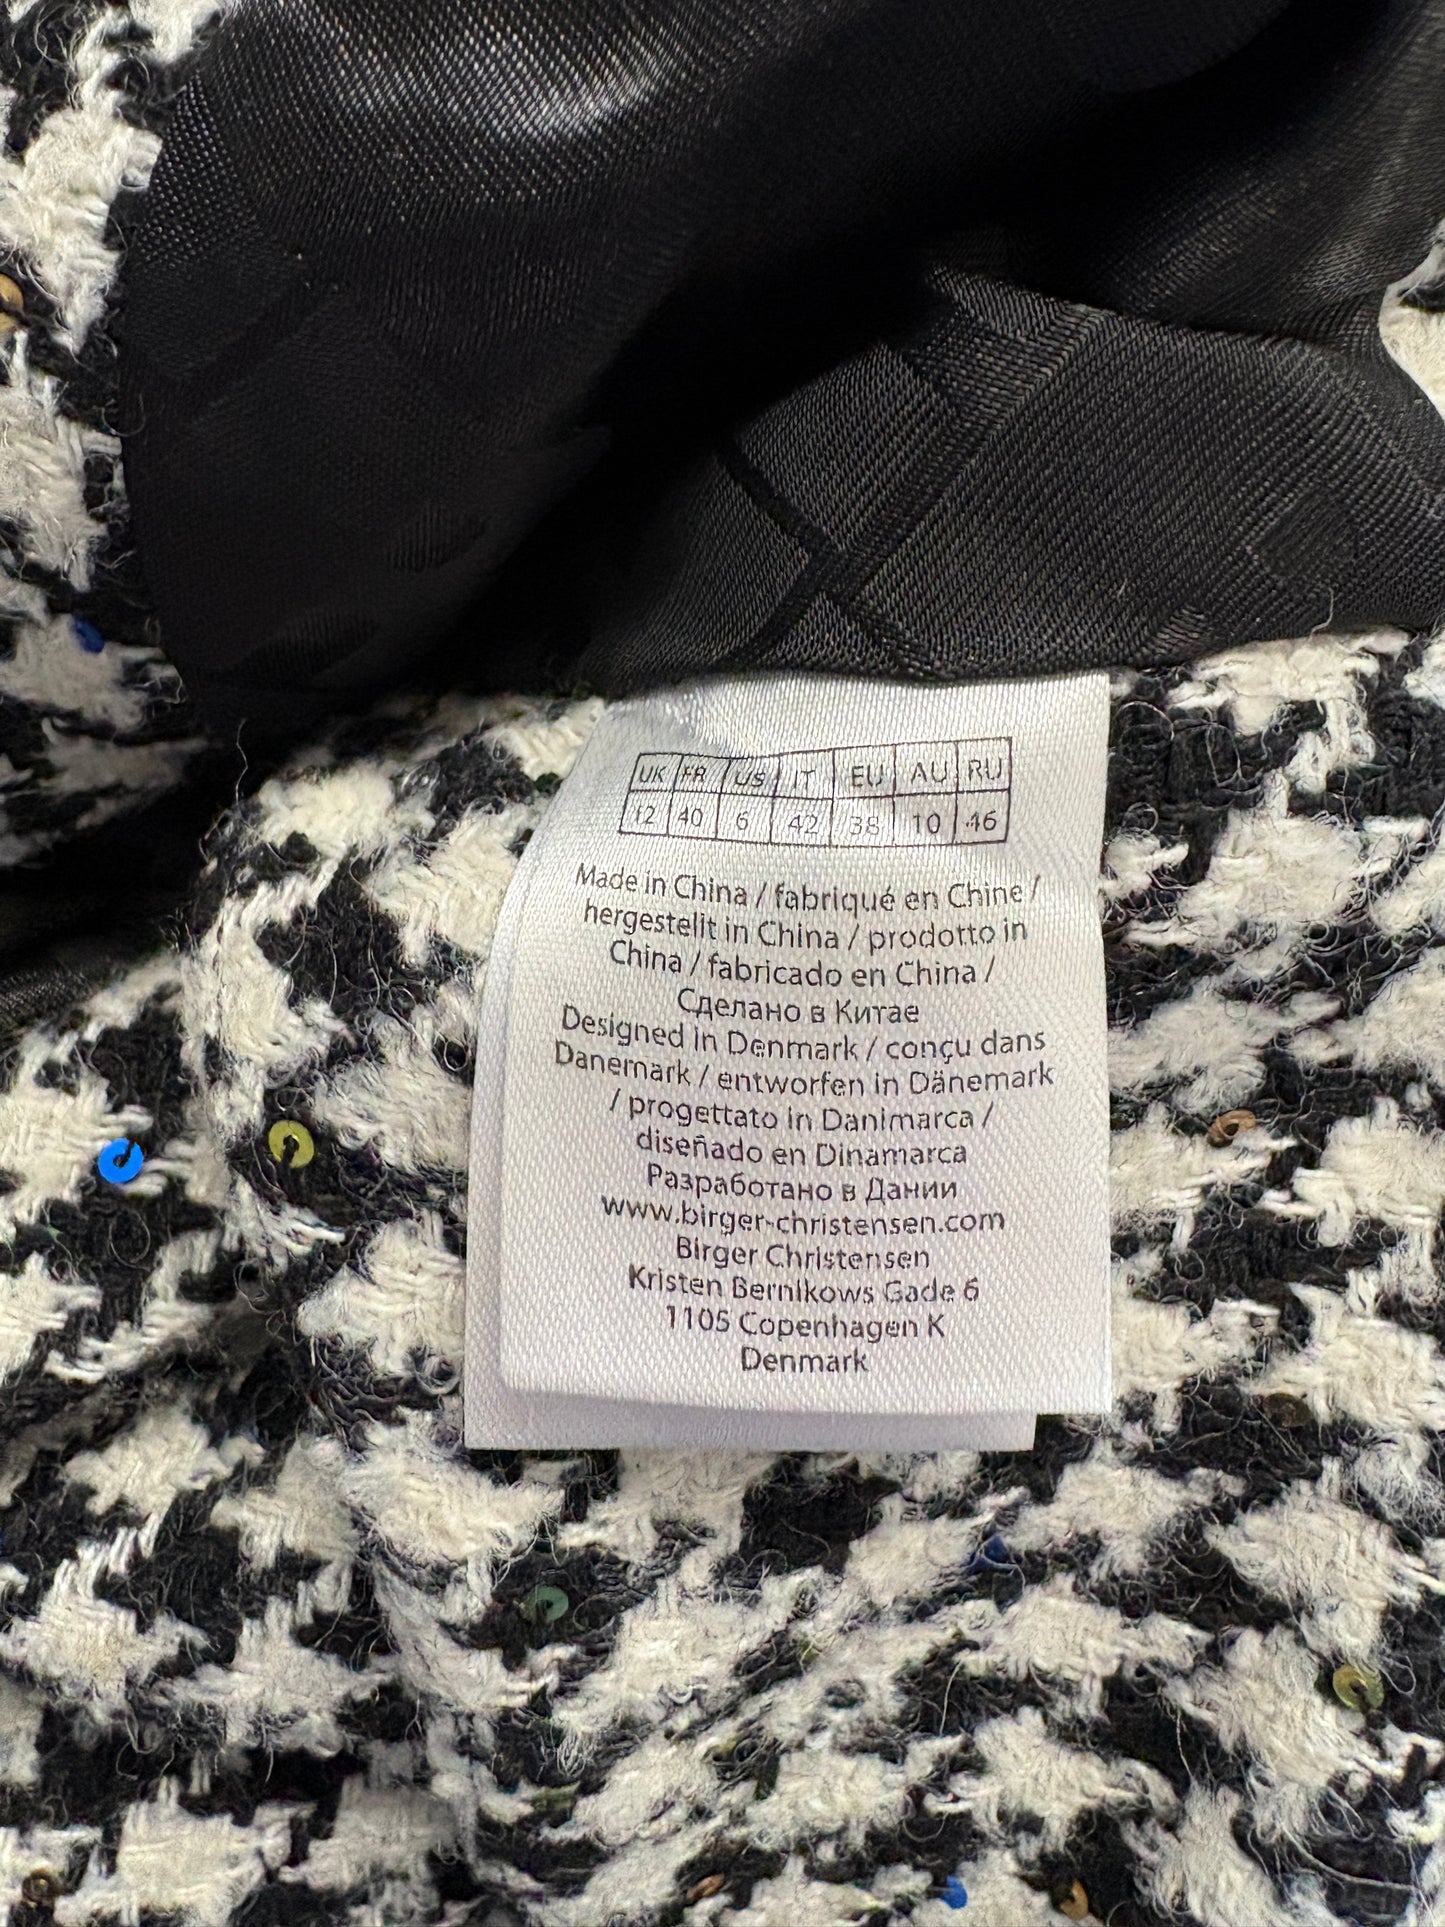 UK FR US IT EU AU RU
12 40 6 42 38 10 46
Made in China / fabriqué en Chine /
hergestellt in China / prodotto in
China / fabricado en China /
Сделано в Китае
Designed in Denmark / conçu dans
Danemark / entworfen in Dänemark
/ progettato in Danimarca /
diseñado en Dinamarca
Разработано в Дании
www.birger-christensen.com
Birger Christensen
Kristen Bernikows Gade 6
1105 Copenhagen K
Denmark